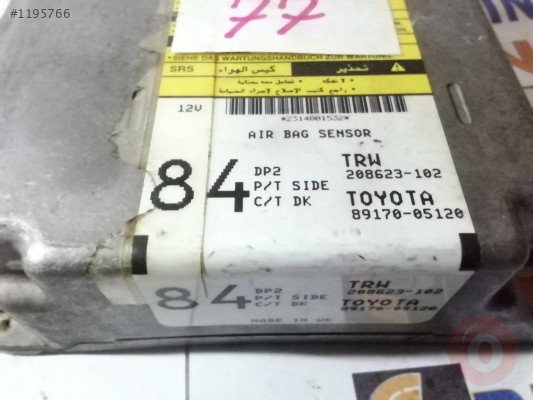 #1195766
77
•SIEHE DAS WARTUNGSHANDBUCH ZUR WARTUNG.
SRS كيس الهواء تحذير
12V
*2314001532*
AIR BAG SENSOR
84
DP2
P/T SIDE
C/T DK
TRW
208623-102
TOYOTA
89170-05120
84
DP2
P/T SIDE
C/T DK
TRW
208623-102
TOYOTA
89170-05120
MADE IN UK